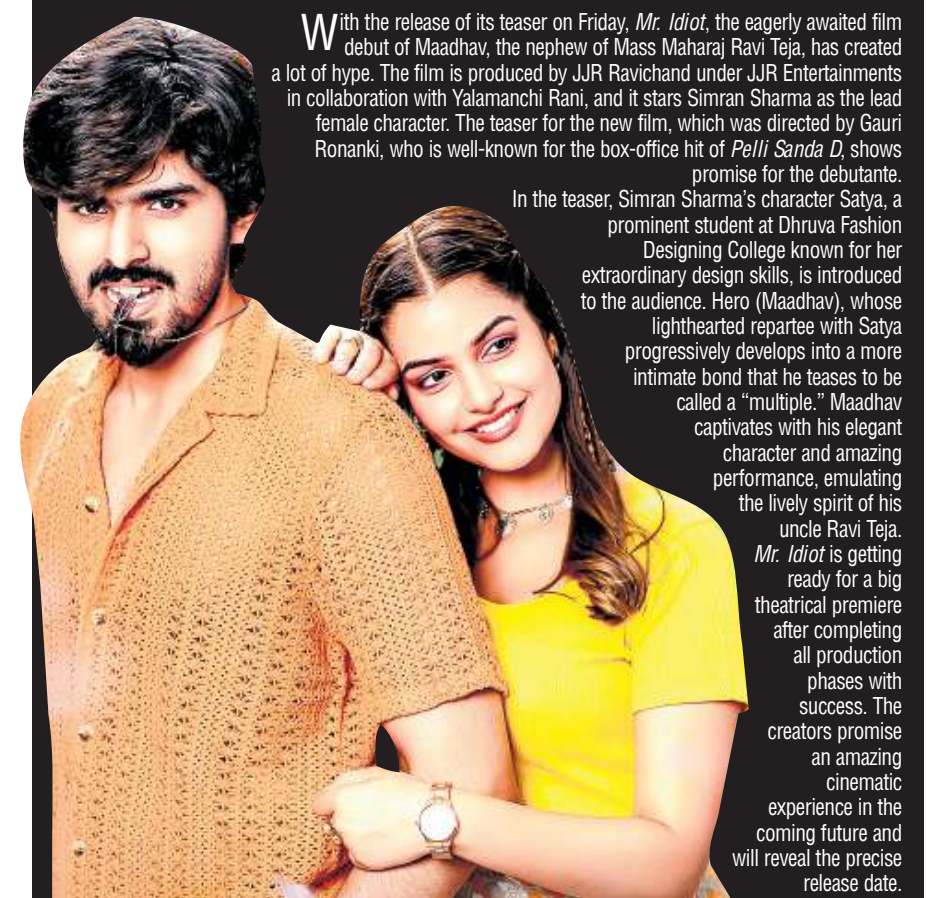 With the release of its teaser on Friday, Mr. Idiot, the eagerly awaited film
debut of Maadhav, the nephew of Mass Maharaj Ravi Teja, has created
a lot of hype. The film is produced by JJR Ravichand under JJR Entertainments
in collaboration with Yalamanchi Rani, and it stars Simran Sharma as the lead
female character. The teaser for the new film, which was directed by Gauri
Ronanki, who is well-known for the box-office hit of Pelli Sanda D, shows
promise for the debutante.
In the teaser, Simran Sharma's character Satya, a
prominent student at Dhruva Fashion
Designing College known for her
extraordinary design skills, is introduced
to the audience. Hero (Maadhav), whose
lighthearted repartee with Satya
progressively develops into a more
intimate bond that he teases to be
called a “multiple.” Maadhav
captivates with his elegant
character and amazing
performance, emulating
the lively spirit of his
uncle Ravi Teja.
Mr. Idiot is getting
ready for a big
theatrical premiere
after completing
all production
phases with
success. The
creators promise
an amazing
cinematic
experience in the
coming future and
will reveal the precise
release date.